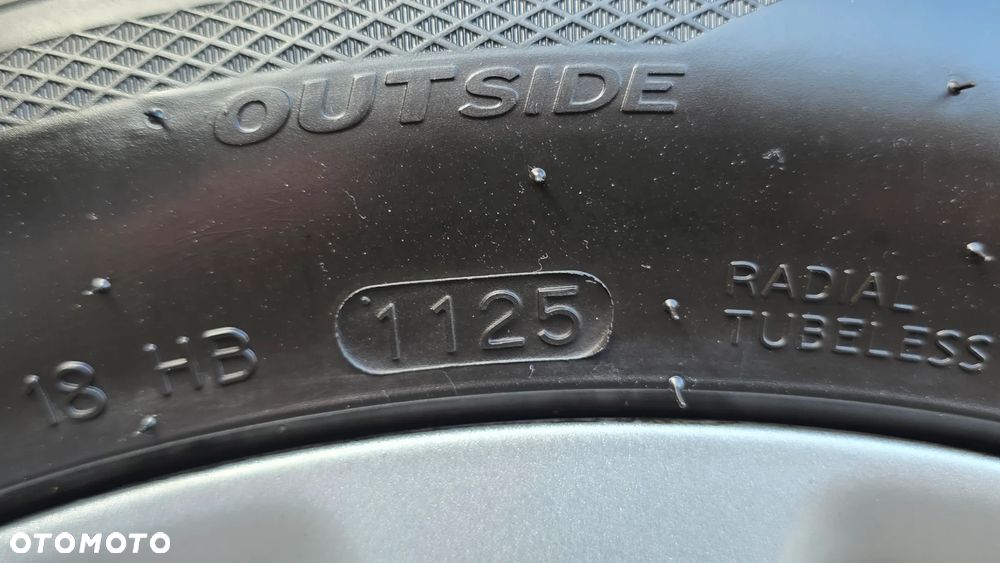 OUTSIDE
18 HB 1125
RADIAL
TUBELESS
OTOMOTO